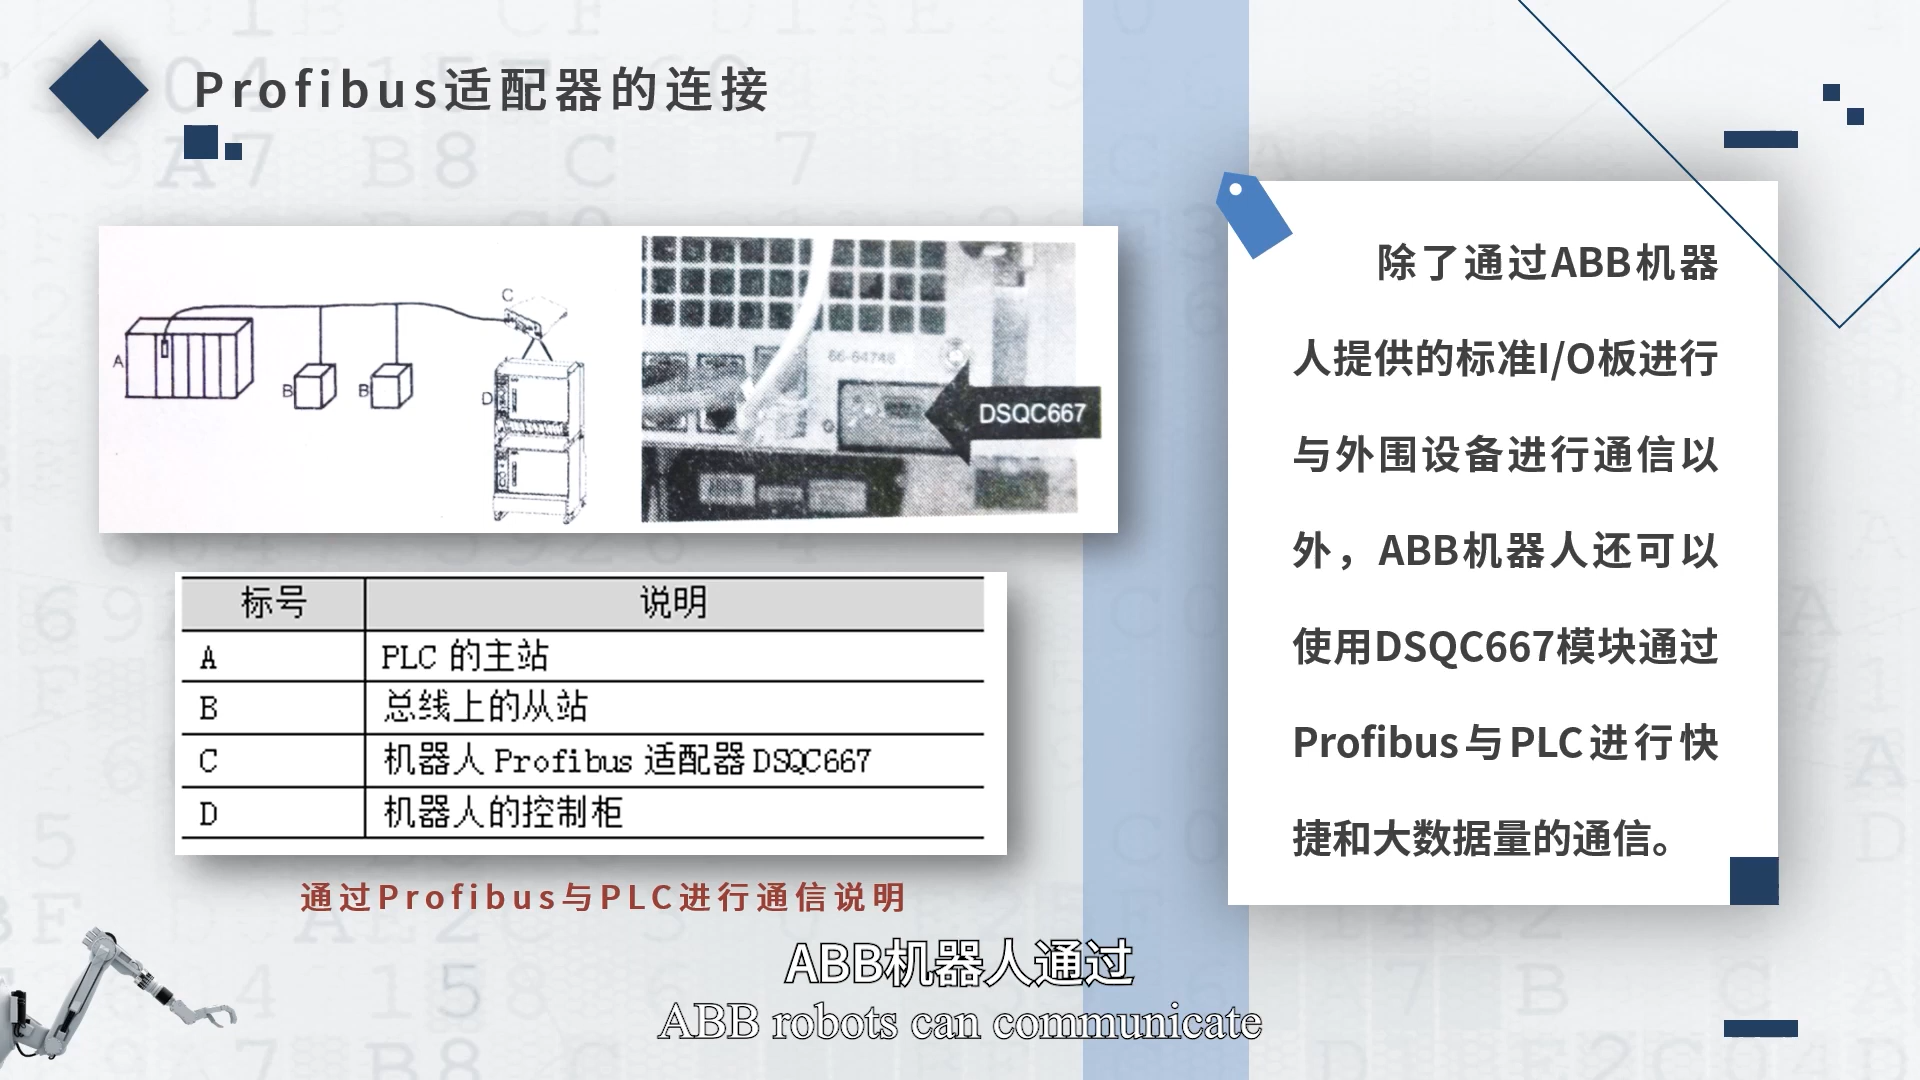 Profibus适配器的连接
A
B
B
C
D
66-64746
DSQC667
标号 说明
A PLC 的主站
B 总线上的从站
C 机器人 Profibus 适配器 DSQC667
D 机器人的控制柜
通过Profibus与PLC进行通信说明
除了通过ABB机器
人提供的标准I/O板进行
与外围设备进行通信以
外，ABB机器人还可以
使用DSQC667模块通过
Profibus与PLC进行快
捷和大数据量的通信。
ABB机器人通过
ABB robots can communicate